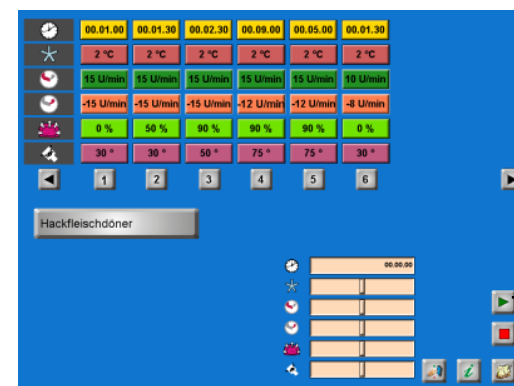 00.01.00 00.01.30 00.02.30 00.09.00 00.05.00 00.01.30
2 °C 2 °C 2 °C 2 °C 2 °C 2 °C
15 U/min 15 U/min 15 U/min 15 U/min 15 U/min 10 U/min
-15 U/min -15 U/min -15 U/min -12 U/min -12 U/min -8 U/min
0 % 50 % 90 % 90 % 90 % 0 %
30 ° 30 ° 50 ° 75 ° 75 ° 30 °
1 2 3 4 5 6
Hackfleischdöner
00.00.00
i